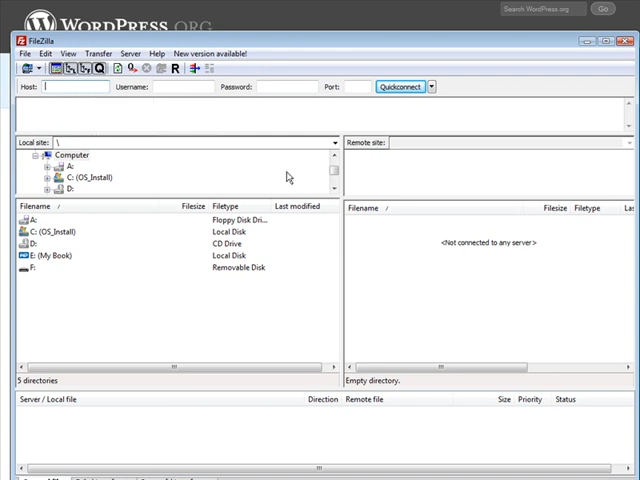 WORDPRESS.ORG
Search WordPress.org
Go
FileZilla
File Edit View Transfer Server Help New version available!
Host: Username: Password: Port: Quickconnect
Local site: \
Remote site:
Computer
A:
C: (OS_Install)
D:
Filename / Filesize Filetype Last modified
A: Floppy Disk Dri...
C: (OS_Install) Local Disk
D: CD Drive
E: (My Book) Local Disk
F: Removable Disk
5 directories
Filename / Filesize Filetype
<Not connected to any server>
Empty directory.
Server / Local file Direction Remote file Size Priority Status